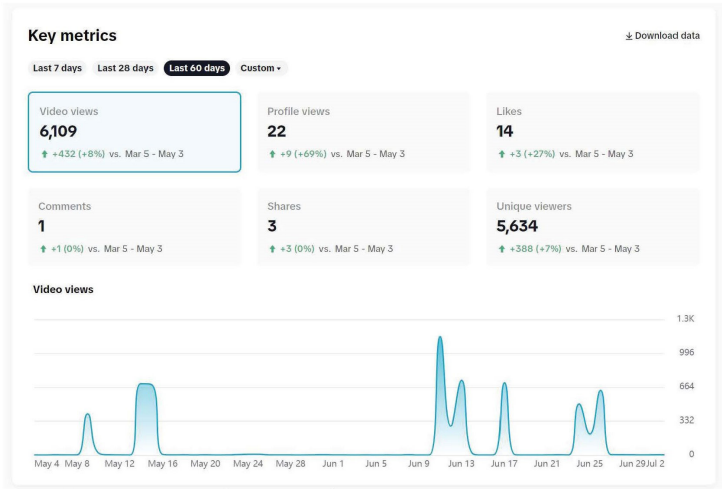 Key metrics
Download data
Last 7 days Last 28 days Last 60 days Custom
Video views
6,109
+432 (+8%) vs. Mar 5 - May 3
Profile views
22
+9 (+69%) vs. Mar 5 - May 3
Likes
14
+3 (+27%) vs. Mar 5 - May 3
Comments
1
+1 (0%) vs. Mar 5 - May 3
Shares
3
+3 (0%) vs. Mar 5 - May 3
Unique viewers
5,634
+388 (+7%) vs. Mar 5 - May 3
Video views
1.3K
996
664
332
0
May 4 May 8 May 12 May 16 May 20 May 24 May 28 Jun 1 Jun 5 Jun 9 Jun 13 Jun 17 Jun 21 Jun 25 Jun 29 Jul 2